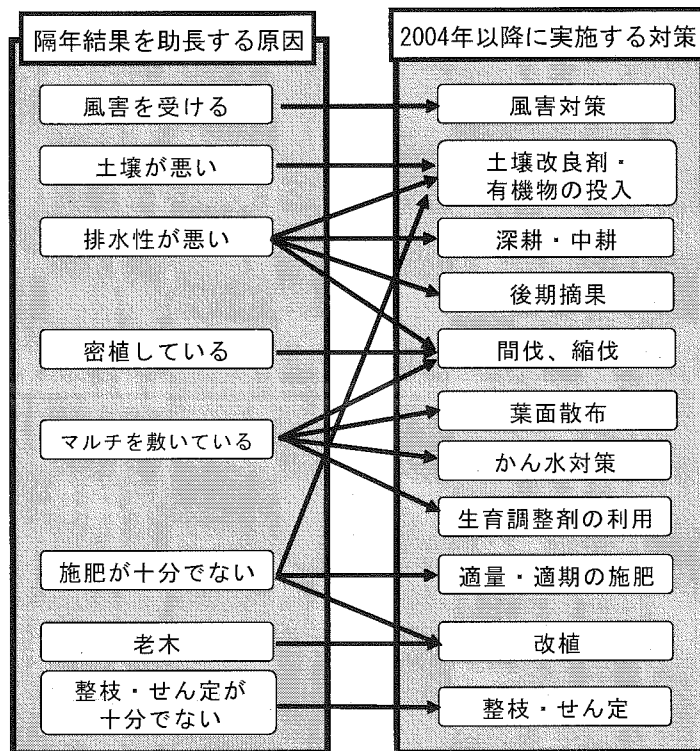 隔年結果を助長する原因
風害を受ける
土壌が悪い
排水性が悪い
密植している
マルチを敷いている
施肥が十分でない
老木
整枝・せん定が
十分でない
2004年以降に実施する対策
風害対策
土壌改良剤・
有機物の投入
深耕・中耕
後期摘果
間伐、縮伐
葉面散布
かん水対策
生育調整剤の利用
適量・適期の施肥
改植
整枝・せん定